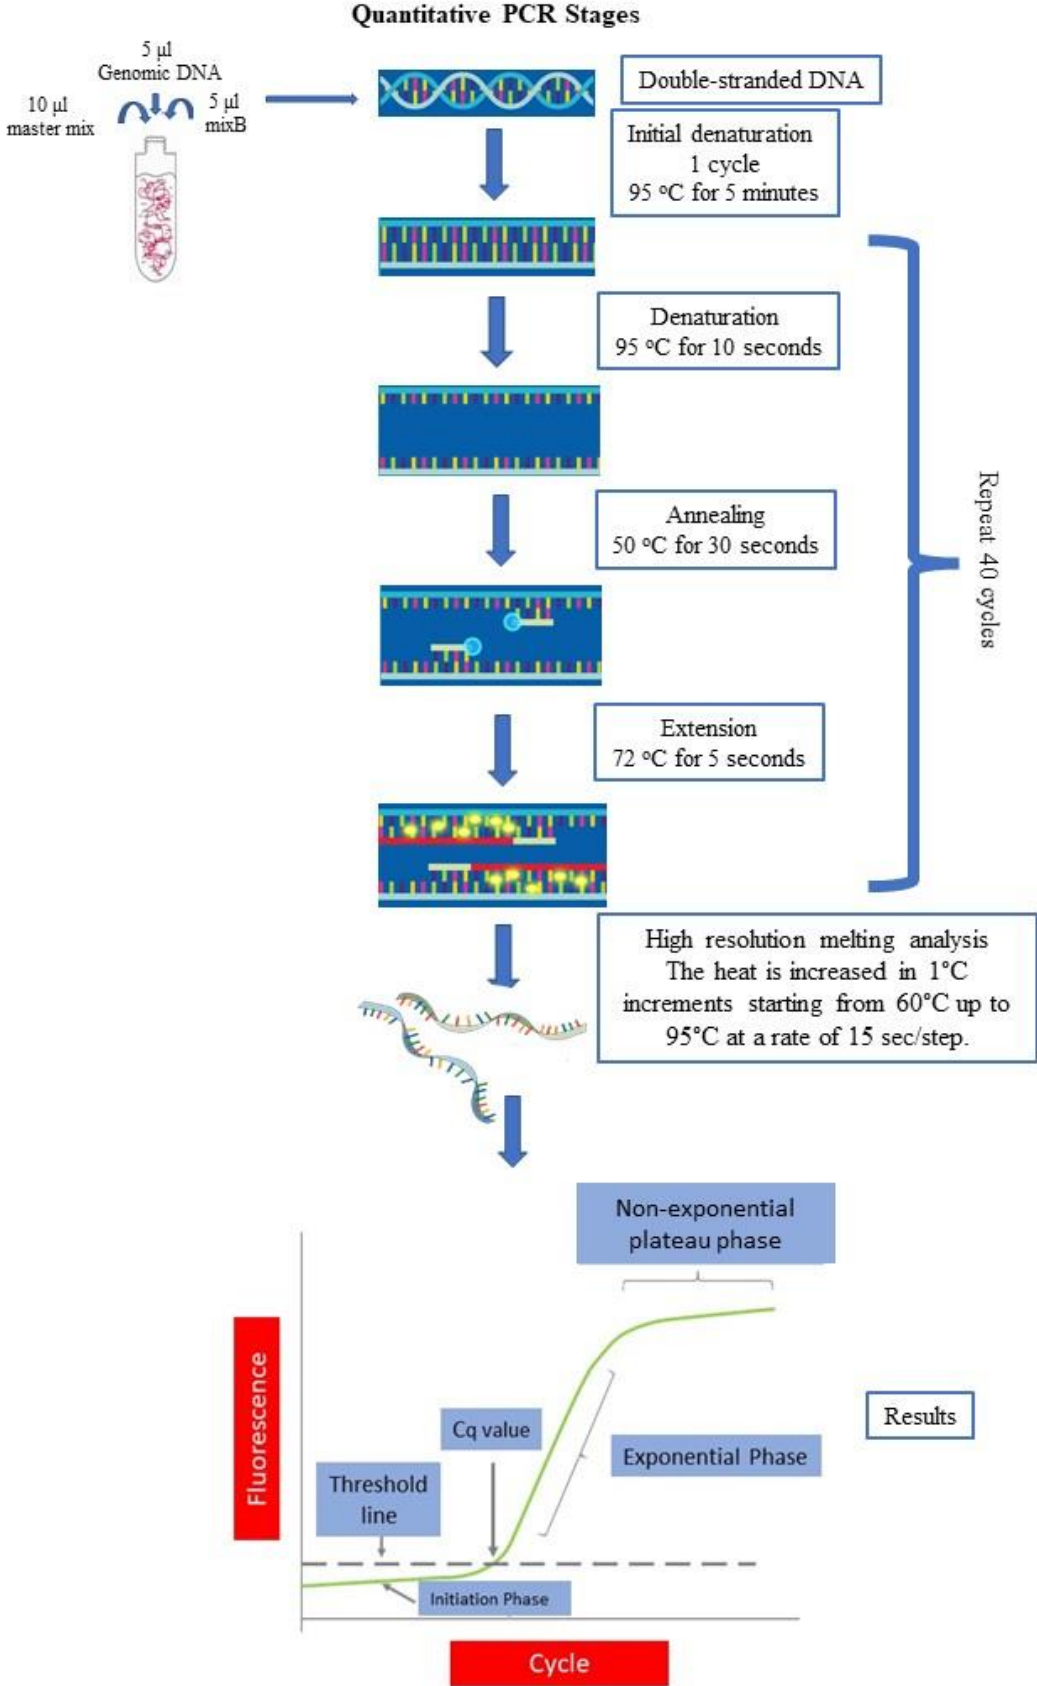 Quantitative PCR Stages
5 µl
Genomic DNA
10 µl
master mix
5 µl
mixB
Double-stranded DNA
Initial denaturation
1 cycle
95 °C for 5 minutes
Denaturation
95 °C for 10 seconds
Annealing
50 °C for 30 seconds
Extension
72 °C for 5 seconds
Repeat 40 cycles
High resolution melting analysis
The heat is increased in 1°C
increments starting from 60°C up to
95°C at a rate of 15 sec/step.
Non-exponential
plateau phase
Fluorescence
Cq value
Results
Exponential Phase
Threshold
line
Initiation Phase
Cycle